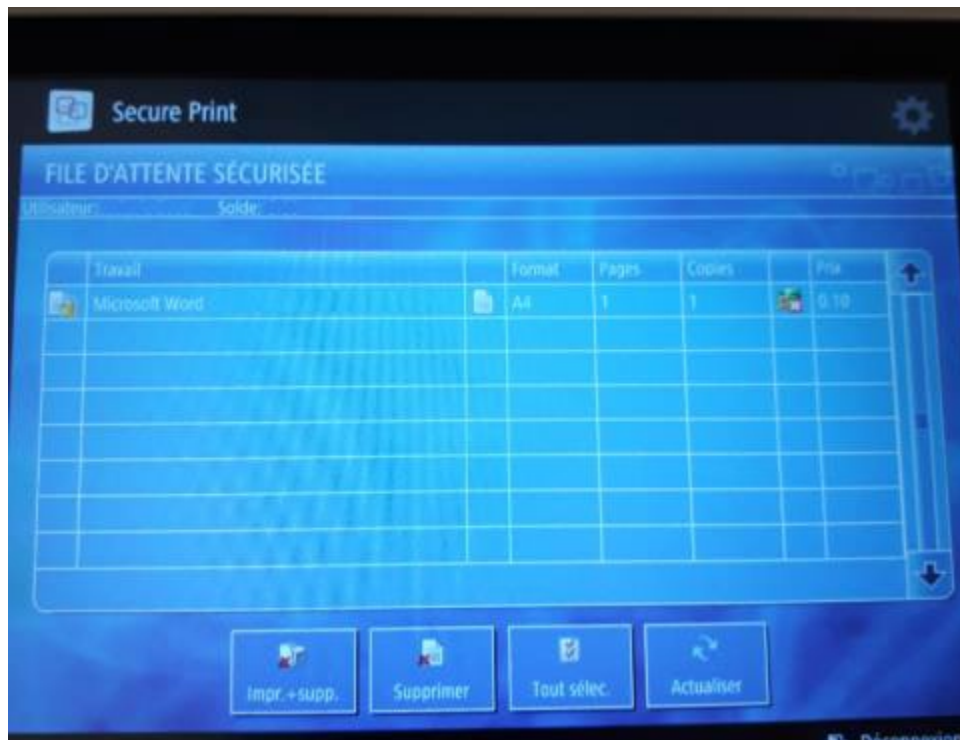 Secure Print
FILE D'ATTENTE SÉCURISÉE
Utilisateur: Solde:
Travail Format Pages Copies Prix
Microsoft Word A4 1 1 0.10
Impr.+supp. Supprimer Tout sélec. Actualiser
Déconnexion